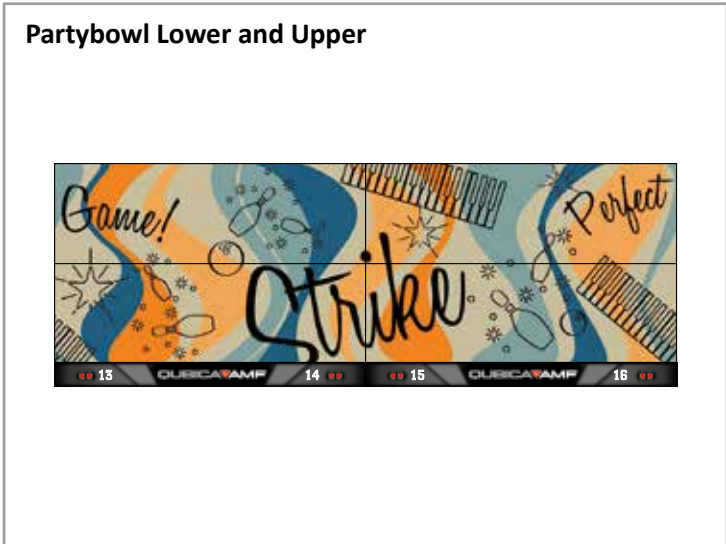 Partybowl Lower and Upper
Game!
Perfect
Strike
13 QUBICAAMF 14 15 QUBICAAMF 16